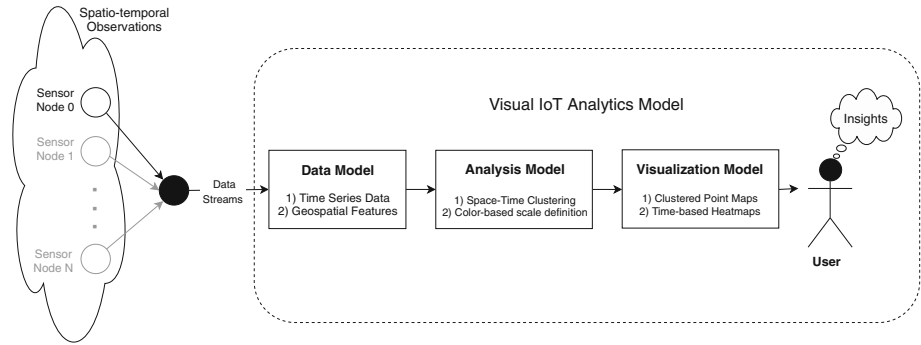 Spatio-temporal
Observations
Sensor
Node 0
Sensor
Node 1
Sensor
Node N
Data
Streams
Visual IoT Analytics Model
Data Model
1) Time Series Data
2) Geospatial Features
Analysis Model
1) Space-Time Clustering
2) Color-based scale definition
Visualization Model
1) Clustered Point Maps
2) Time-based Heatmaps
Insights
User